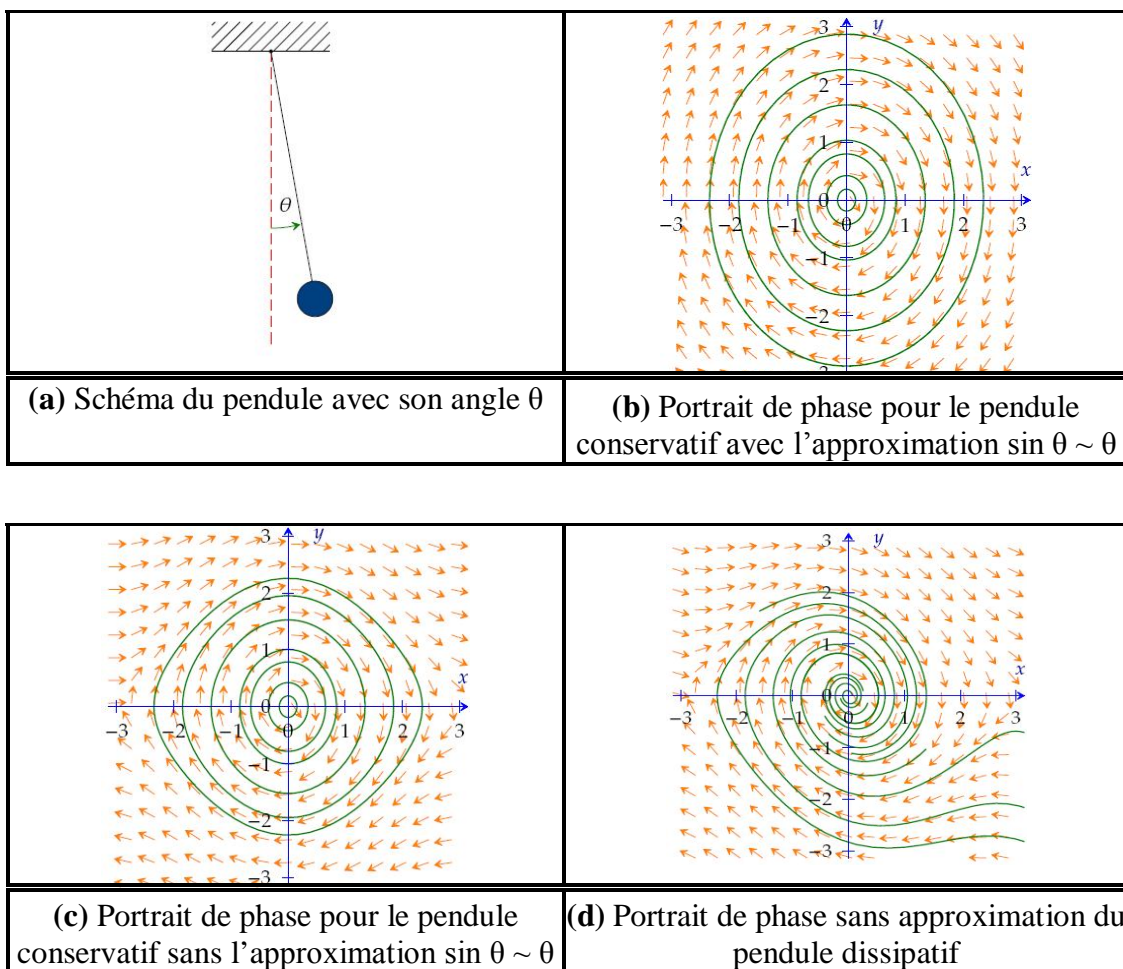 θ
(a) Schéma du pendule avec son angle θ
y
3
2
1
x
−3 −2 −1 0 0 1 2 3
−1
−2
(b) Portrait de phase pour le pendule
conservatif avec l’approximation sin θ ~ θ
3 y
2
1
x
0
−3 −2 −1 0 1 2 3
−1
−2
−3
(c) Portrait de phase pour le pendule
conservatif sans l’approximation sin θ ~ θ
3 y
2
1
x
0
−3 −2 −1 0 1 2 3
−1
−2
−3
(d) Portrait de phase sans approximation du
pendule dissipatif